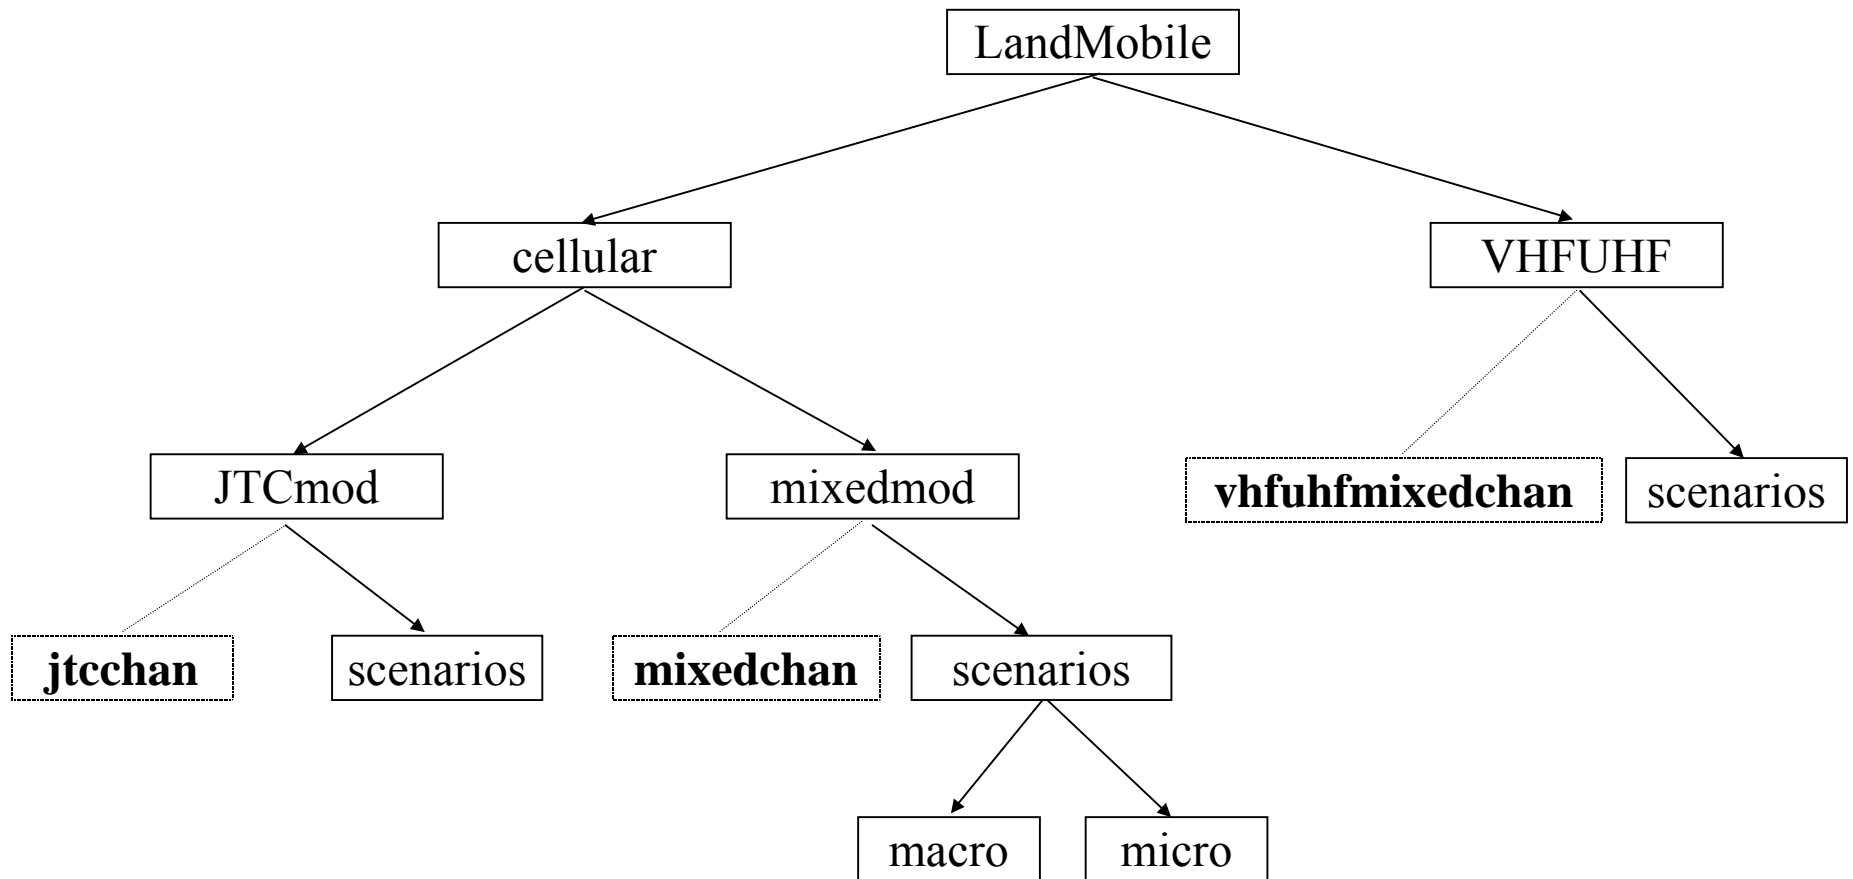 LandMobile
cellular
VHFUHF
JTCmod
mixedmod
vhfuhfmixedchan
scenarios
jtcchan
scenarios
mixedchan
scenarios
macro
micro